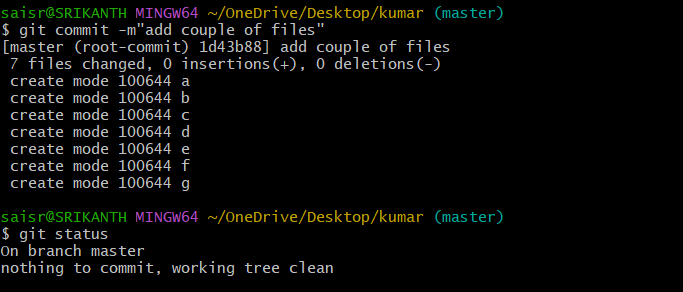 saisr@SRIKANTH MINGW64 ~/OneDrive/Desktop/kumar (master)
$ git commit -m"add couple of files"
[master (root-commit) 1d43b88] add couple of files
 7 files changed, 0 insertions(+), 0 deletions(-)
 create mode 100644 a
 create mode 100644 b
 create mode 100644 c
 create mode 100644 d
 create mode 100644 e
 create mode 100644 f
 create mode 100644 g
saisr@SRIKANTH MINGW64 ~/OneDrive/Desktop/kumar (master)
$ git status
On branch master
nothing to commit, working tree clean